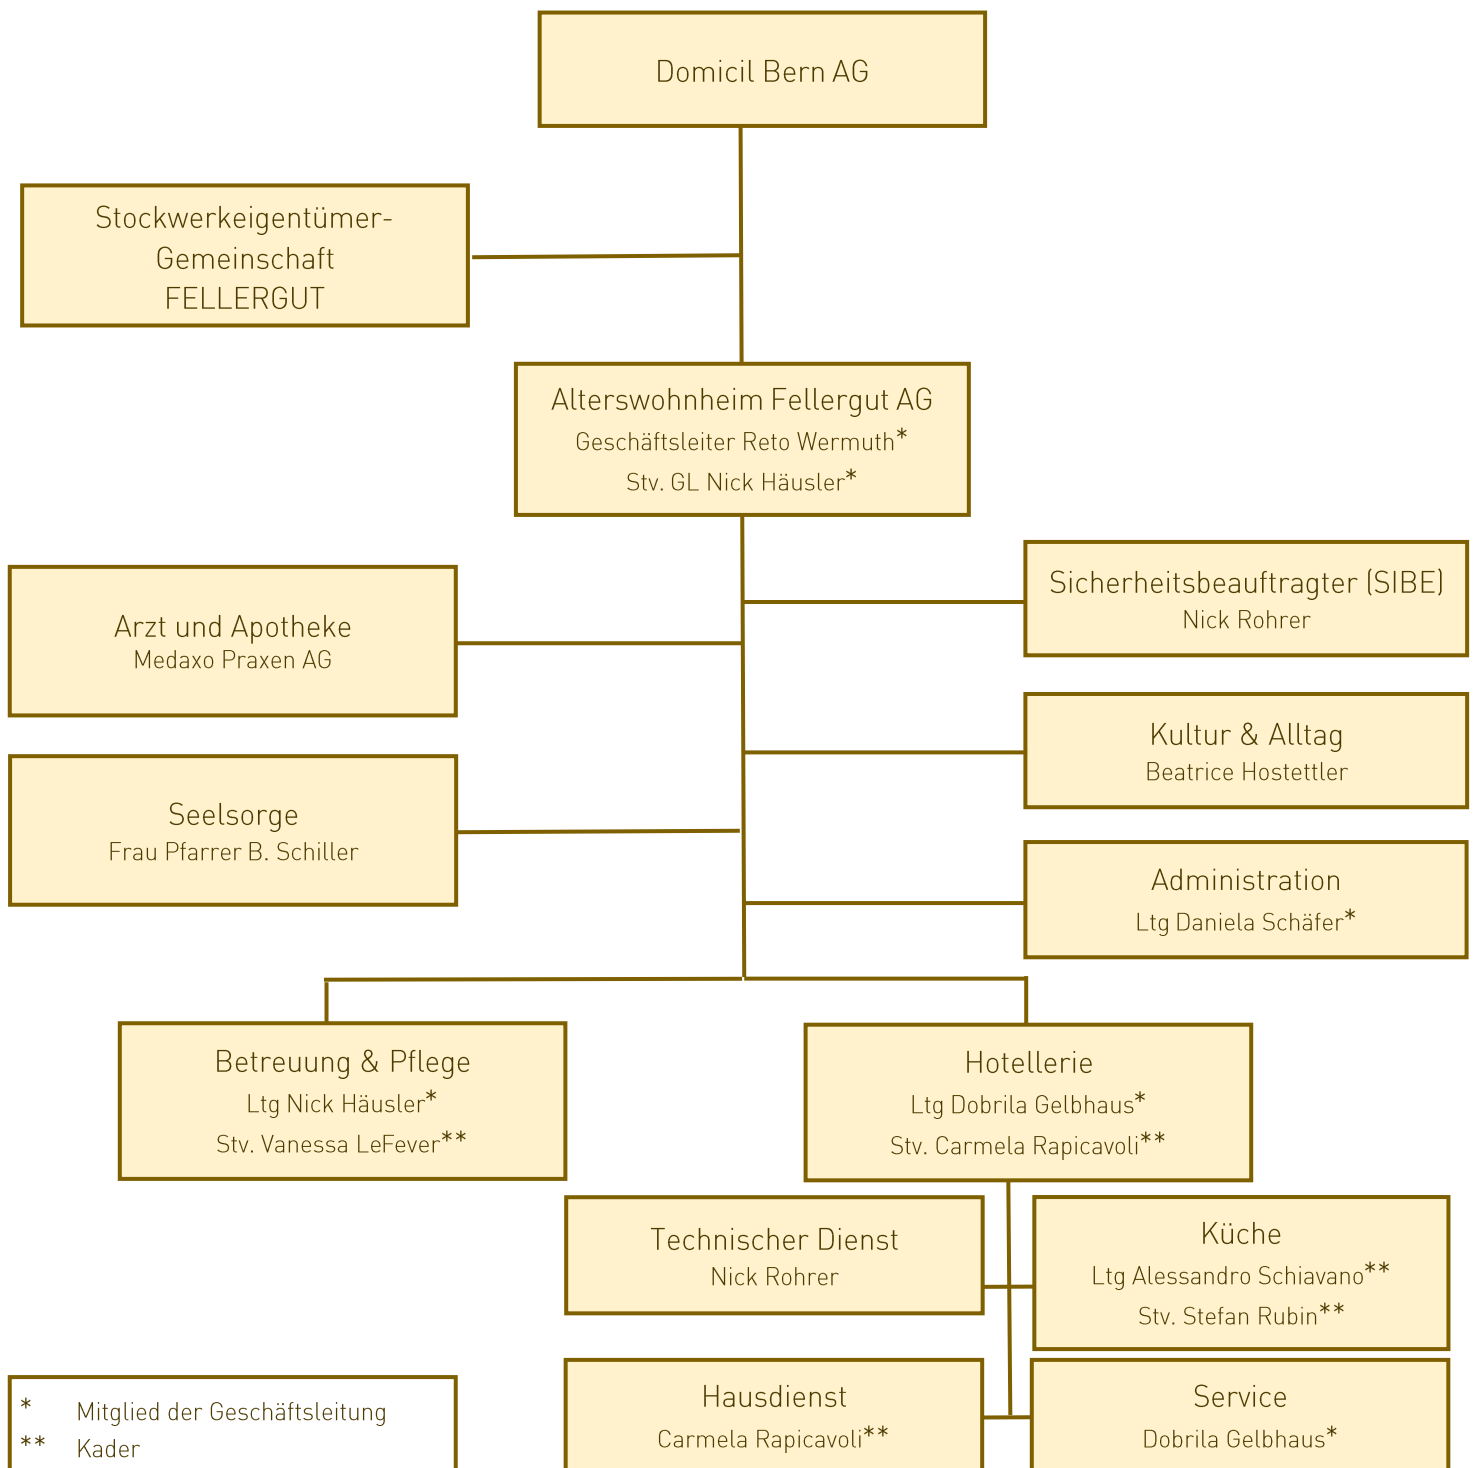 Domicil Bern AG
Stockwerkeigentümer-
Gemeinschaft
FELLERGUT
Alterswohnheim Fellergut AG
Geschäftsleiter Reto Wermuth*
Stv. GL Nick Häusler*
Sicherheitsbeauftragter (SIBE)
Nick Rohrer
Arzt und Apotheke
Medaxo Praxen AG
Kultur & Alltag
Beatrice Hostettler
Seelsorge
Frau Pfarrer B. Schiller
Administration
Ltg Daniela Schäfer*
Betreuung & Pflege
Ltg Nick Häusler*
Stv. Vanessa LeFever**
Hotellerie
Ltg Dobrila Gelbhaus*
Stv. Carmela Rapicavoli**
Technischer Dienst
Nick Rohrer
Küche
Ltg Alessandro Schiavano**
Stv. Stefan Rubin**
Hausdienst
Carmela Rapicavoli**
Service
Dobrila Gelbhaus*
* Mitglied der Geschäftsleitung
** Kader